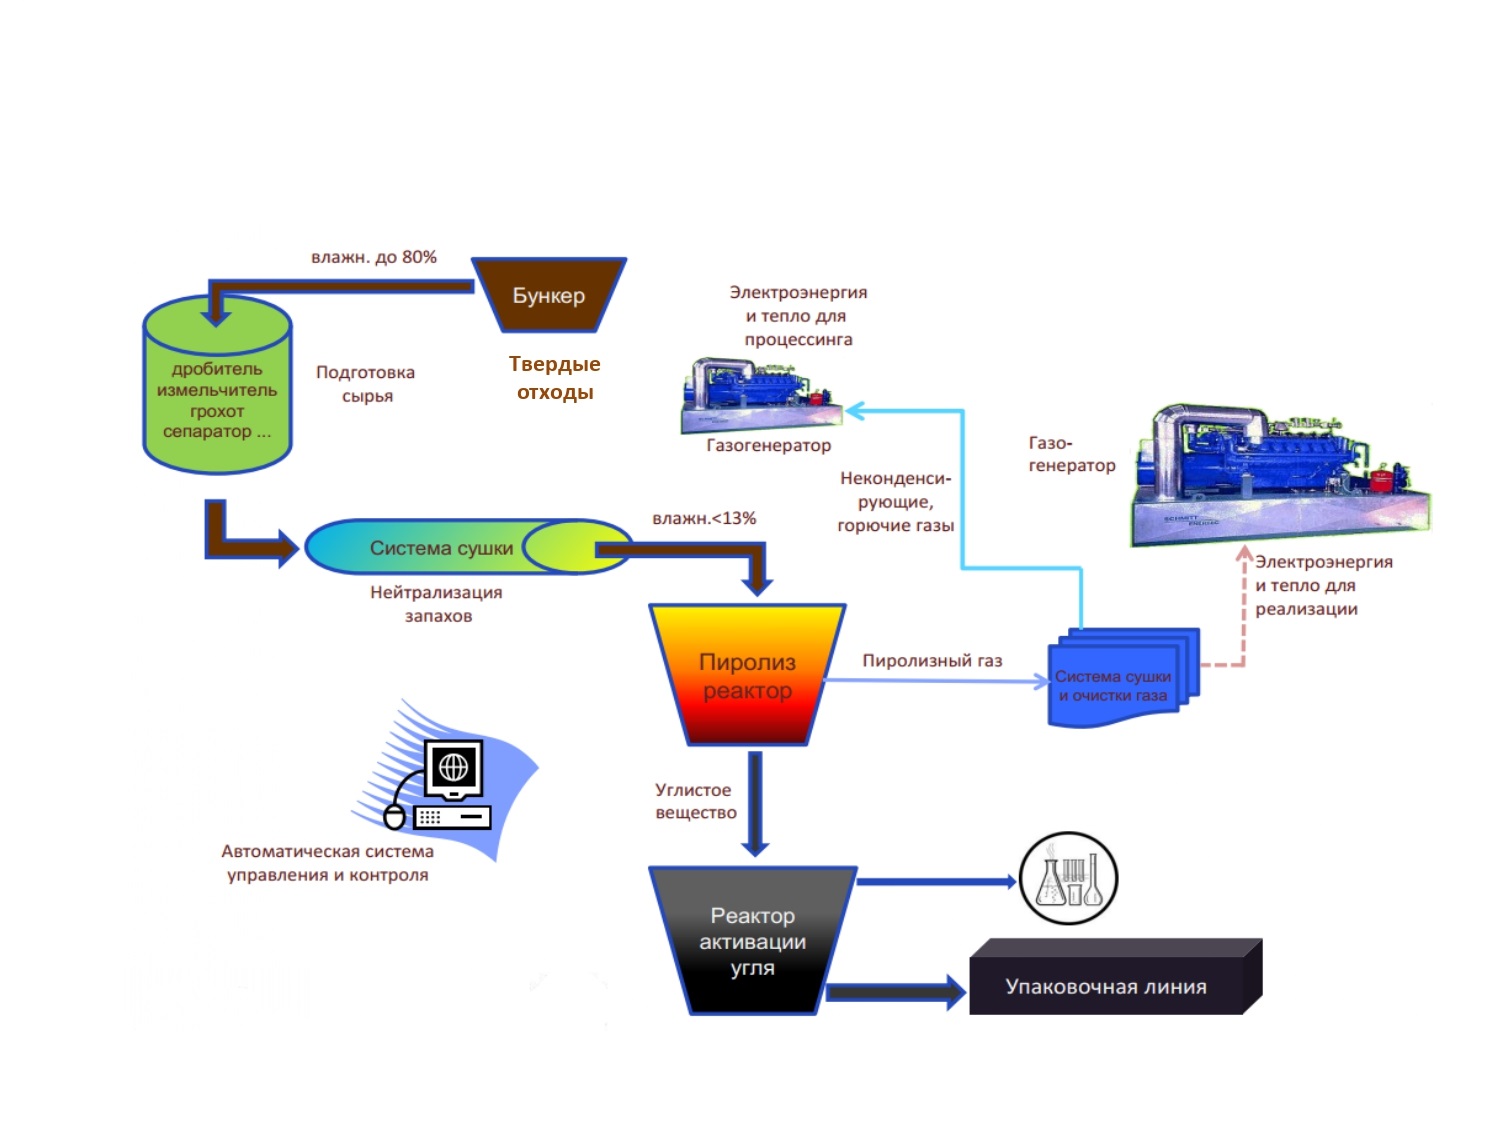 влажн. до 80%
Бункер
Твердые
отходы
дробитель
измельчитель
грохот
сепаратор ...
Подготовка
сырья
Электроэнергия
и тепло для
процессинга
Газогенератор
Неконденси-
рующие,
горючие газы
Газо-
генератор
SCHMITT
ENERTEC
Электроэнергия
и тепло для
реализации
Система сушки
влажн.<13%
Нейтрализация
запахов
Пиролиз
реактор
Пиролизный газ
Система сушки
и очистки газа
Углистое
вещество
Автоматическая система
управления и контроля
Реактор
активации
угля
Упаковочная линия